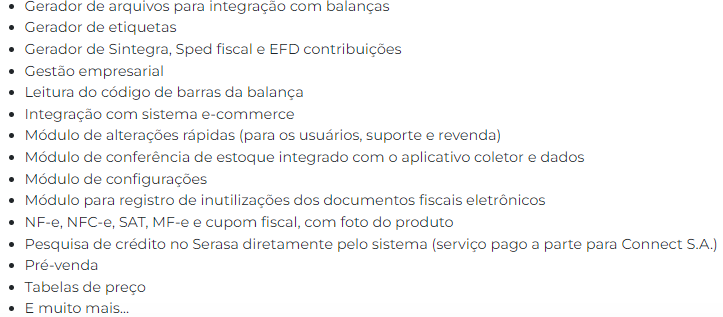 • Gerador de arquivos para integração com balanças
• Gerador de etiquetas
• Gerador de Sintegra, Sped fiscal e EFD contribuições
• Gestão empresarial
• Leitura do código de barras da balança
• Integração com sistema e-commerce
• Módulo de alterações rápidas (para os usuários, suporte e revenda)
• Módulo de conferência de estoque integrado com o aplicativo coletor e dados
• Módulo de configurações
• Módulo para registro de inutilizações dos documentos fiscais eletrônicos
• NF-e, NFC-e, SAT, MF-e e cupom fiscal, com foto do produto
• Pesquisa de crédito no Serasa diretamente pelo sistema (serviço pago a parte para Connect S.A.)
• Pré-venda
• Tabelas de preço
• E muito mais...